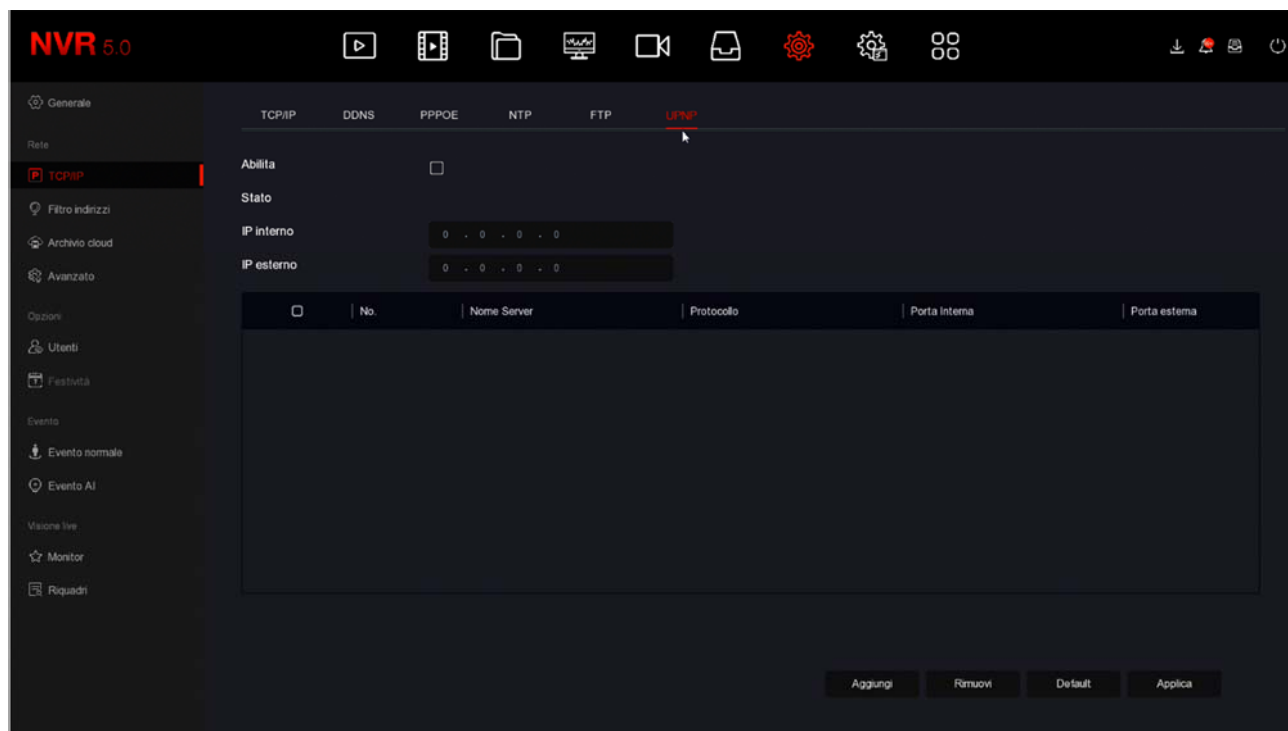 NVR 5.0
Generale
Rete
TCP/IP
Filtro indirizzi
Archivio cloud
Avanzato
Opzioni
Utenti
Festività
Evento
Evento normale
Evento AI
Visione live
Monitor
Riquadri
TCP/IP DDNS PPPOE NTP FTP UPNP
Abilita
Stato
IP interno 0 . 0 . 0 . 0
IP esterno 0 . 0 . 0 . 0
No. Nome Server Protocollo Porta Interna Porta esterna
Aggiungi Rimuovi Default Applica